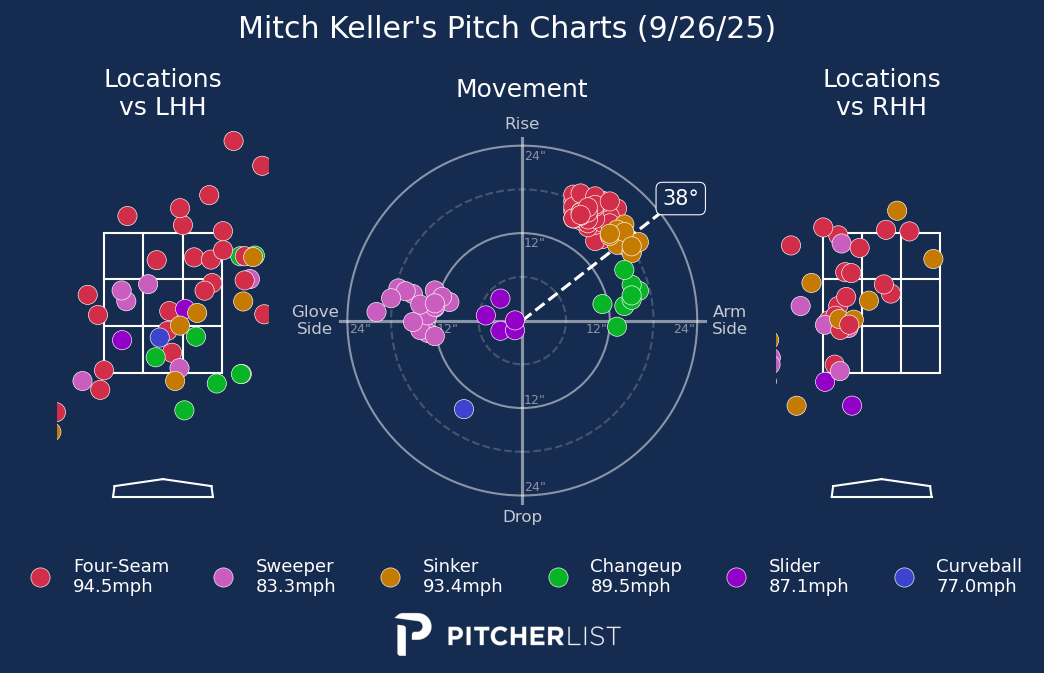 Mitch Keller's Pitch Charts (9/26/25)
Locations
vs LHH
Movement
Locations
vs RHH
Rise
24"
38°
12"
Glove
Side
24"
12"
12"
24"
Arm
Side
12"
24"
Drop
Four-Seam
94.5mph
Sweeper
83.3mph
Sinker
93.4mph
Changeup
89.5mph
Slider
87.1mph
Curveball
77.0mph
PITCHERLIST